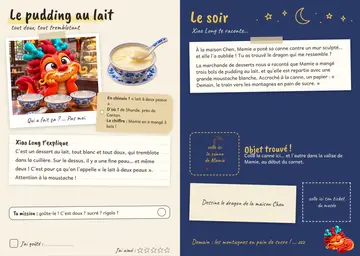 Le pudding au lait
tout doux, tout tremblotant
Qui a fait ça ? ... Pas moi
En chinois ? « lait à deux
peaux ».
D'où ? de Shunde, près de
Canton.
Le chiffre : Mamie en a mangé à
trois bols !
Xiao Long t'explique
C'est un dessert au lait, tout blanc et tout doux, qui tremblote
dans la cuillère. Sur le dessus, il y a une fine peau... et même
deux ! C'est pour ça qu'on l'appelle « le lait à deux peaux ».
Attention à la moustache !
Ta mission : goûte-le ! C'est doux ? sucré ? rigolo ?
J'ai goûté :
J'ai aimé :
Le soir
Xiao Long te raconte...
À la maison Chen, Mamie a posé sa canne contre un mur sculpté...
et elle l'a oubliée ! Tu as trouvé le dragon qui me ressemble ?
La marchande de desserts nous a raconté que Mamie a mangé
trois bols de pudding au lait, et qu'elle est repartie avec une
grande moustache blanche. Accroché à la canne, un papier : «
Demain, le train vers les montagnes en pain de sucre. »
colle ici
la canne
de Mamie
Objet trouvé !
Colle la canne ici... et l'autre dans la valise de
Mamie, au début du carnet.
Dessine le dragon de la maison Chen
colle ici ton ticket
du musée
Demain : les montagnes en pain de sucre ! ...